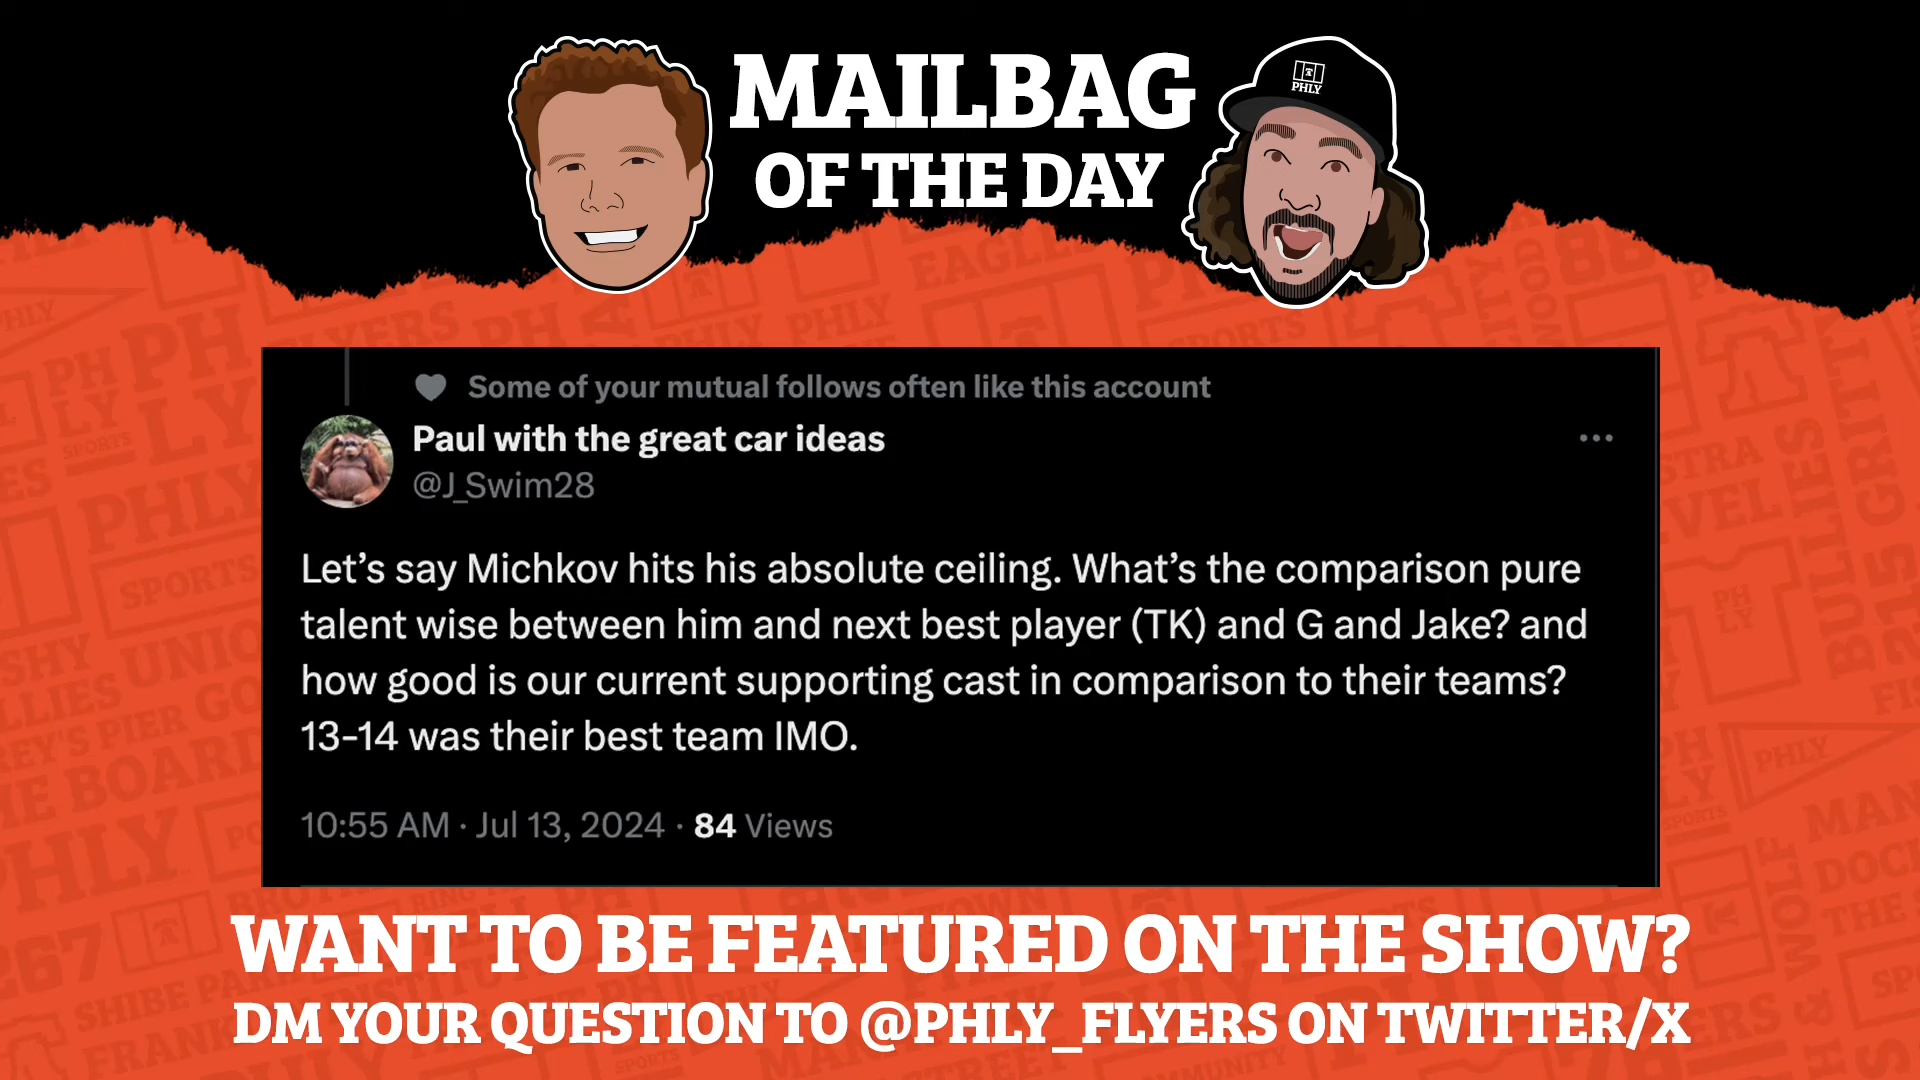 MAILBAG
OF THE DAY
PHLY
Some of your mutual follows often like this account
Paul with the great car ideas
@J_Swim28
Let’s say Michkov hits his absolute ceiling. What’s the comparison pure
talent wise between him and next best player (TK) and G and Jake? and
how good is our current supporting cast in comparison to their teams?
13-14 was their best team IMO.
10:55 AM · Jul 13, 2024 · 84 Views
WANT TO BE FEATURED ON THE SHOW?
DM YOUR QUESTION TO @PHLY_FLYERS ON TWITTER/X